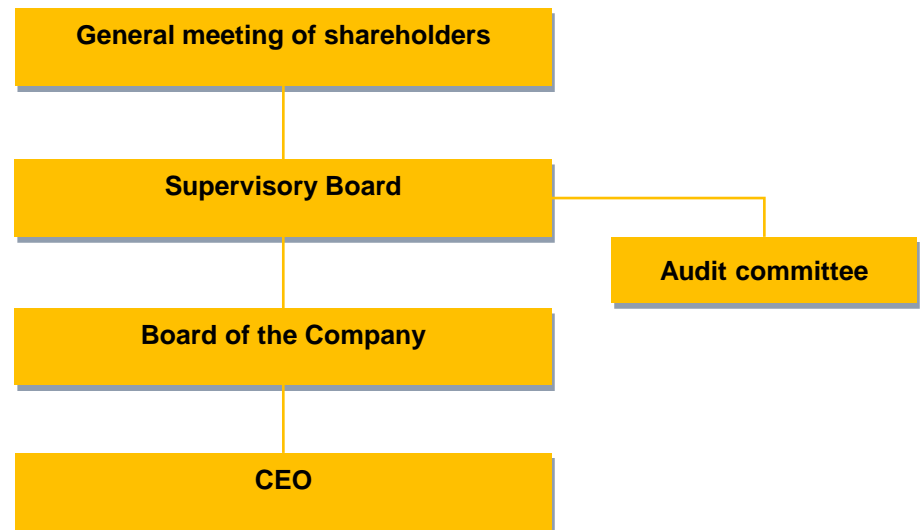 General meeting of shareholders
Supervisory Board
Audit committee
Board of the Company
CEO